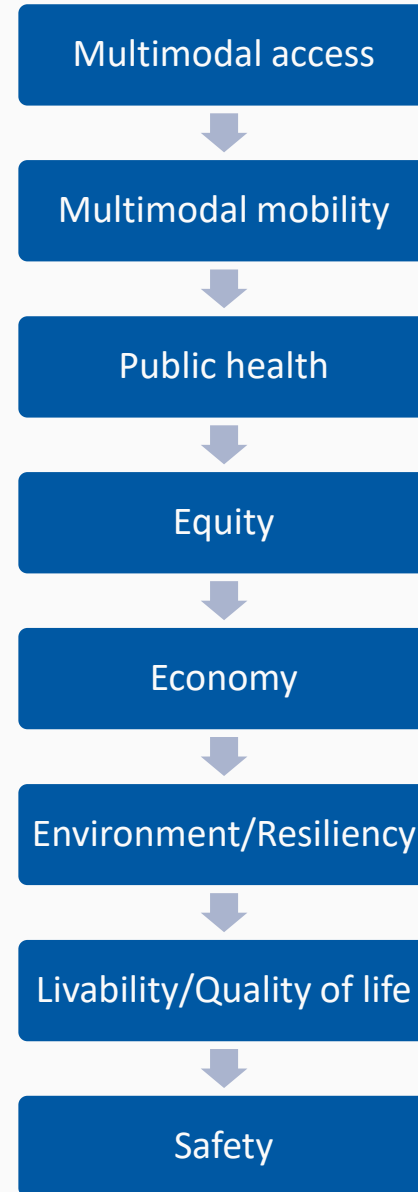 Multimodal access
Multimodal mobility
Public health
Equity
Economy
Environment/Resiliency
Livability/Quality of life
Safety